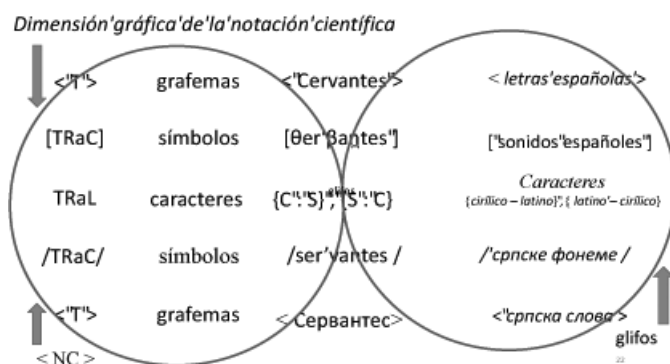 Dimensión'gráfica'de'la'notación'científica
<"T"> grafemas <"Cervantes"> < letras'españolas'>
[TRaC] símbolos [θer'βantes"] ["sonidos"españoles"]
TRaL caracteres {C":"S}","[S":"C} Caracteres
{cirílico – latino}",{ latino'– cirílico}
/TRaC/ símbolos /ser'vantes / /'српске фонеме /
<"T"> grafemas < Сервантес> <"српска слова >
glifos
< NC >
22